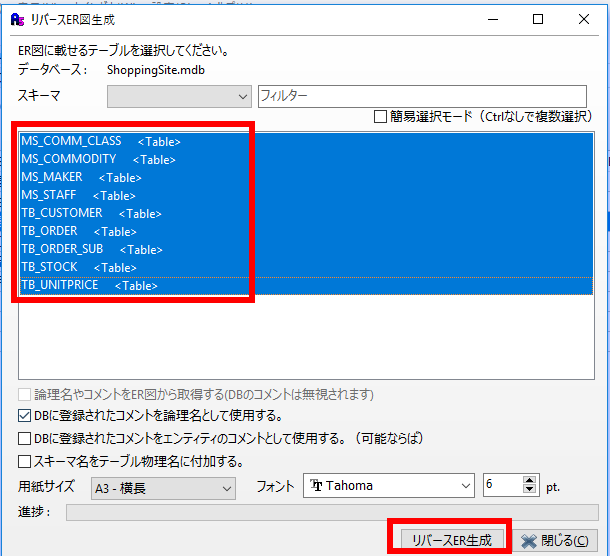 リバースER図生成
ER図に載せるテーブルを選択してください。
データベース： ShoppingSite.mdb
スキーマ フィルター
簡易選択モード（Ctrlなしで複数選択）
MS_COMM_CLASS <Table>
MS_COMMODITY <Table>
MS_MAKER <Table>
MS_STAFF <Table>
TB_CUSTOMER <Table>
TB_ORDER <Table>
TB_ORDER_SUB <Table>
TB_STOCK <Table>
TB_UNITPRICE <Table>
論理名やコメントをER図から取得する(DBのコメントは無視されます)
DBに登録されたコメントを論理名として使用する。
DBに登録されたコメントをエンティティのコメントとして使用する。（可能ならば）
スキーマ名をテーブル物理名に付加する。
用紙サイズ A3 - 横長 フォント Tahoma 6 pt.
進捗：
リバースER生成 閉じる(C)